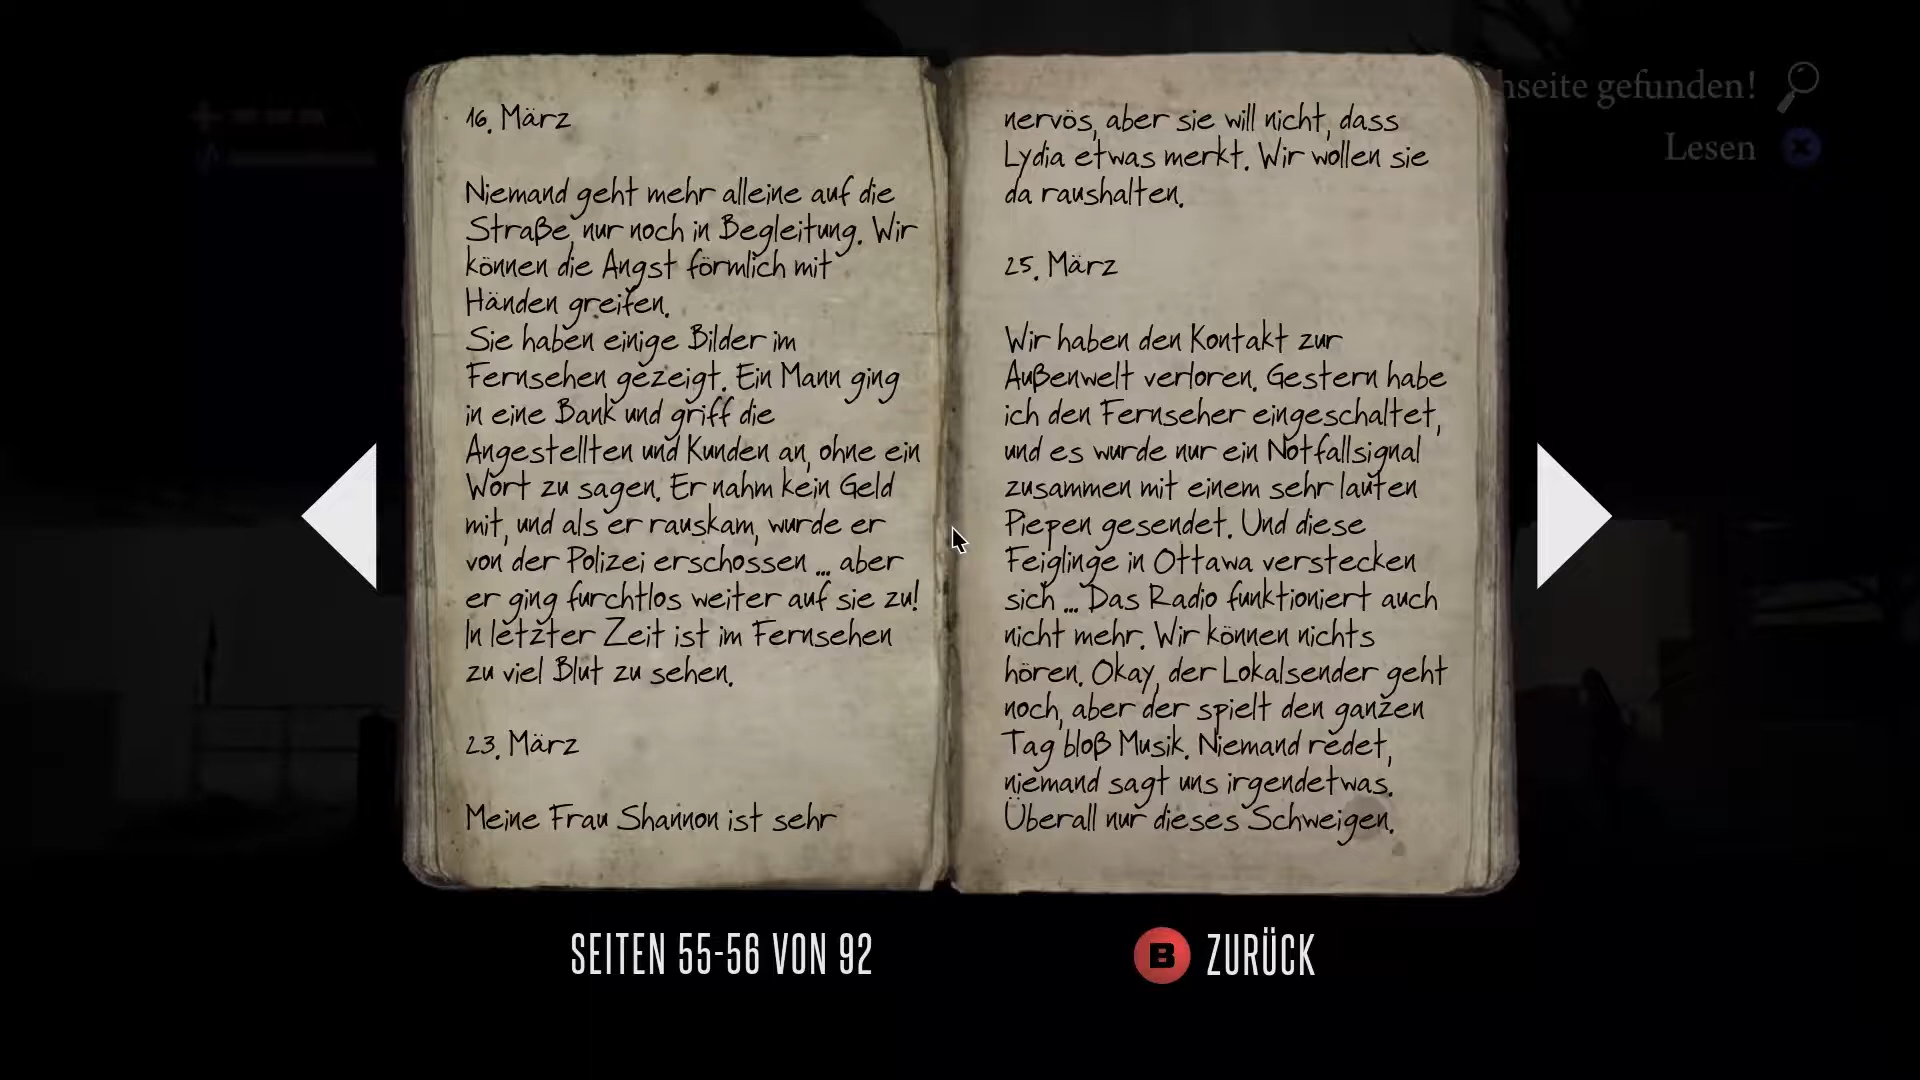 16. März
Niemand geht mehr alleine auf die
Straße, nur noch in Begleitung. Wir
können die Angst förmlich mit
Händen greifen.
Sie haben einige Bilder im
Fernsehen gezeigt. Ein Mann ging
in eine Bank und griff die
Angestellten und Kunden an, ohne ein
Wort zu sagen. Er nahm kein Geld
mit, und als er rauskam, wurde er
von der Polizei erschossen ... aber
er ging furchtlos weiter auf sie zu!
In letzter Zeit ist im Fernsehen
zu viel Blut zu sehen.
23. März
Meine Frau Shannon ist sehr
nervös, aber sie will nicht, dass
Lydia etwas merkt. Wir wollen sie
da raushalten.
25. März
Wir haben den Kontakt zur
Außenwelt verloren. Gestern habe
ich den Fernseher eingeschaltet,
und es wurde nur ein Notfallsignal
zusammen mit einem sehr lauten
Piepen gesendet. Und diese
Feiglinge in Ottawa verstecken
sich ... Das Radio funktioniert auch
nicht mehr. Wir können nichts
hören. Okay, der Lokalsender geht
noch, aber der spielt den ganzen
Tag bloß Musik. Niemand redet,
niemand sagt uns irgendetwas.
Überall nur dieses Schweigen.
gefunden!
Lesen
SEITEN 55-56 VON 92
B ZURÜCK